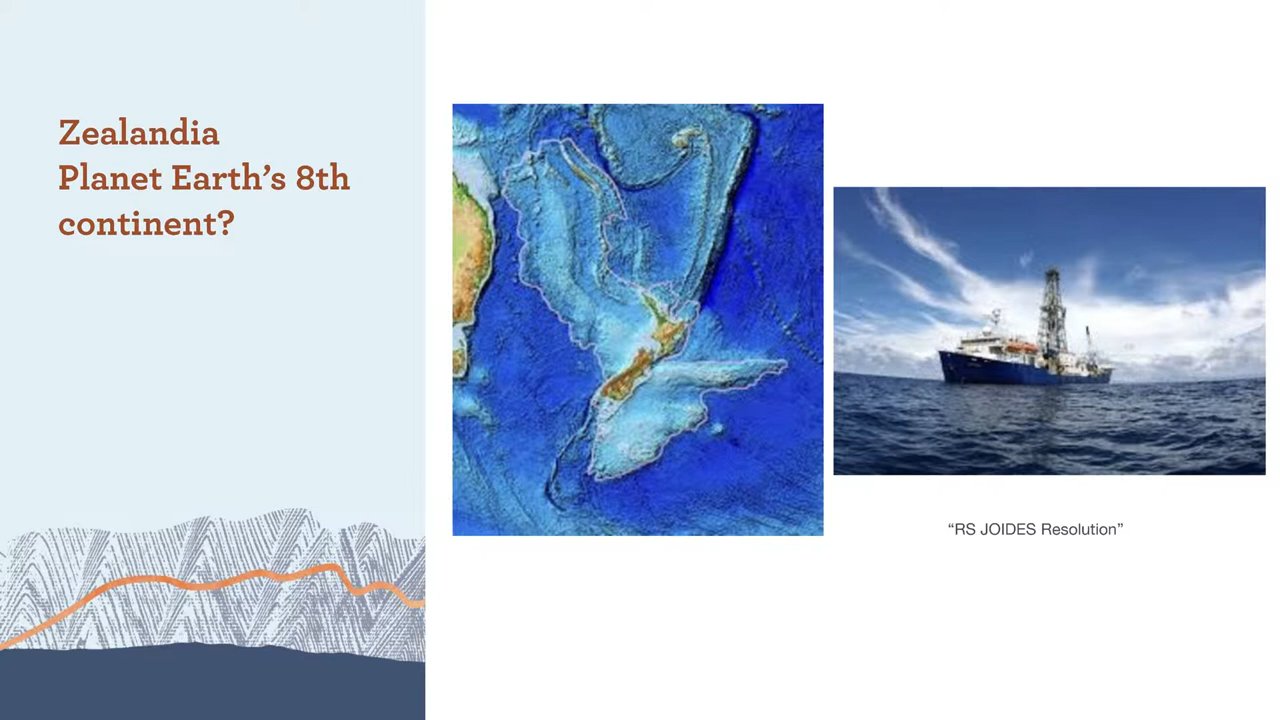 Zealandia
Planet Earth’s 8th
continent?
“RS JOIDES Resolution”